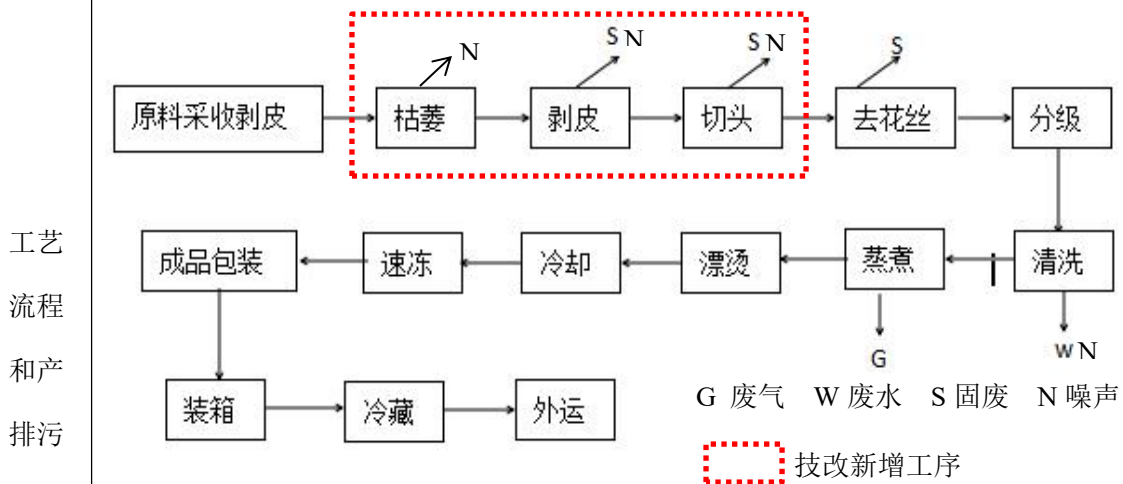 N
S N
S N
S
原料采收剥皮
枯萎
剥皮
切头
去花丝
分级
成品包装
速冻
冷却
漂烫
蒸煮
清洗
G
W N
装箱
冷藏
外运
G 废气 W 废水 S 固废 N 噪声
技改新增工序
工艺
流程
和产
排污